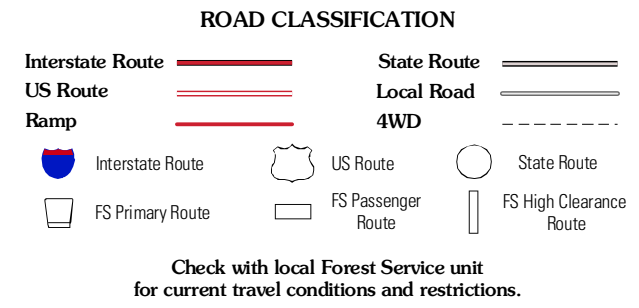 ROAD CLASSIFICATION
Interstate Route
State Route
US Route
Local Road
Ramp
4WD
Interstate Route
US Route
State Route
FS Primary Route
FS Passenger
Route
FS High Clearance
Route
Check with local Forest Service unit
for current travel conditions and restrictions.